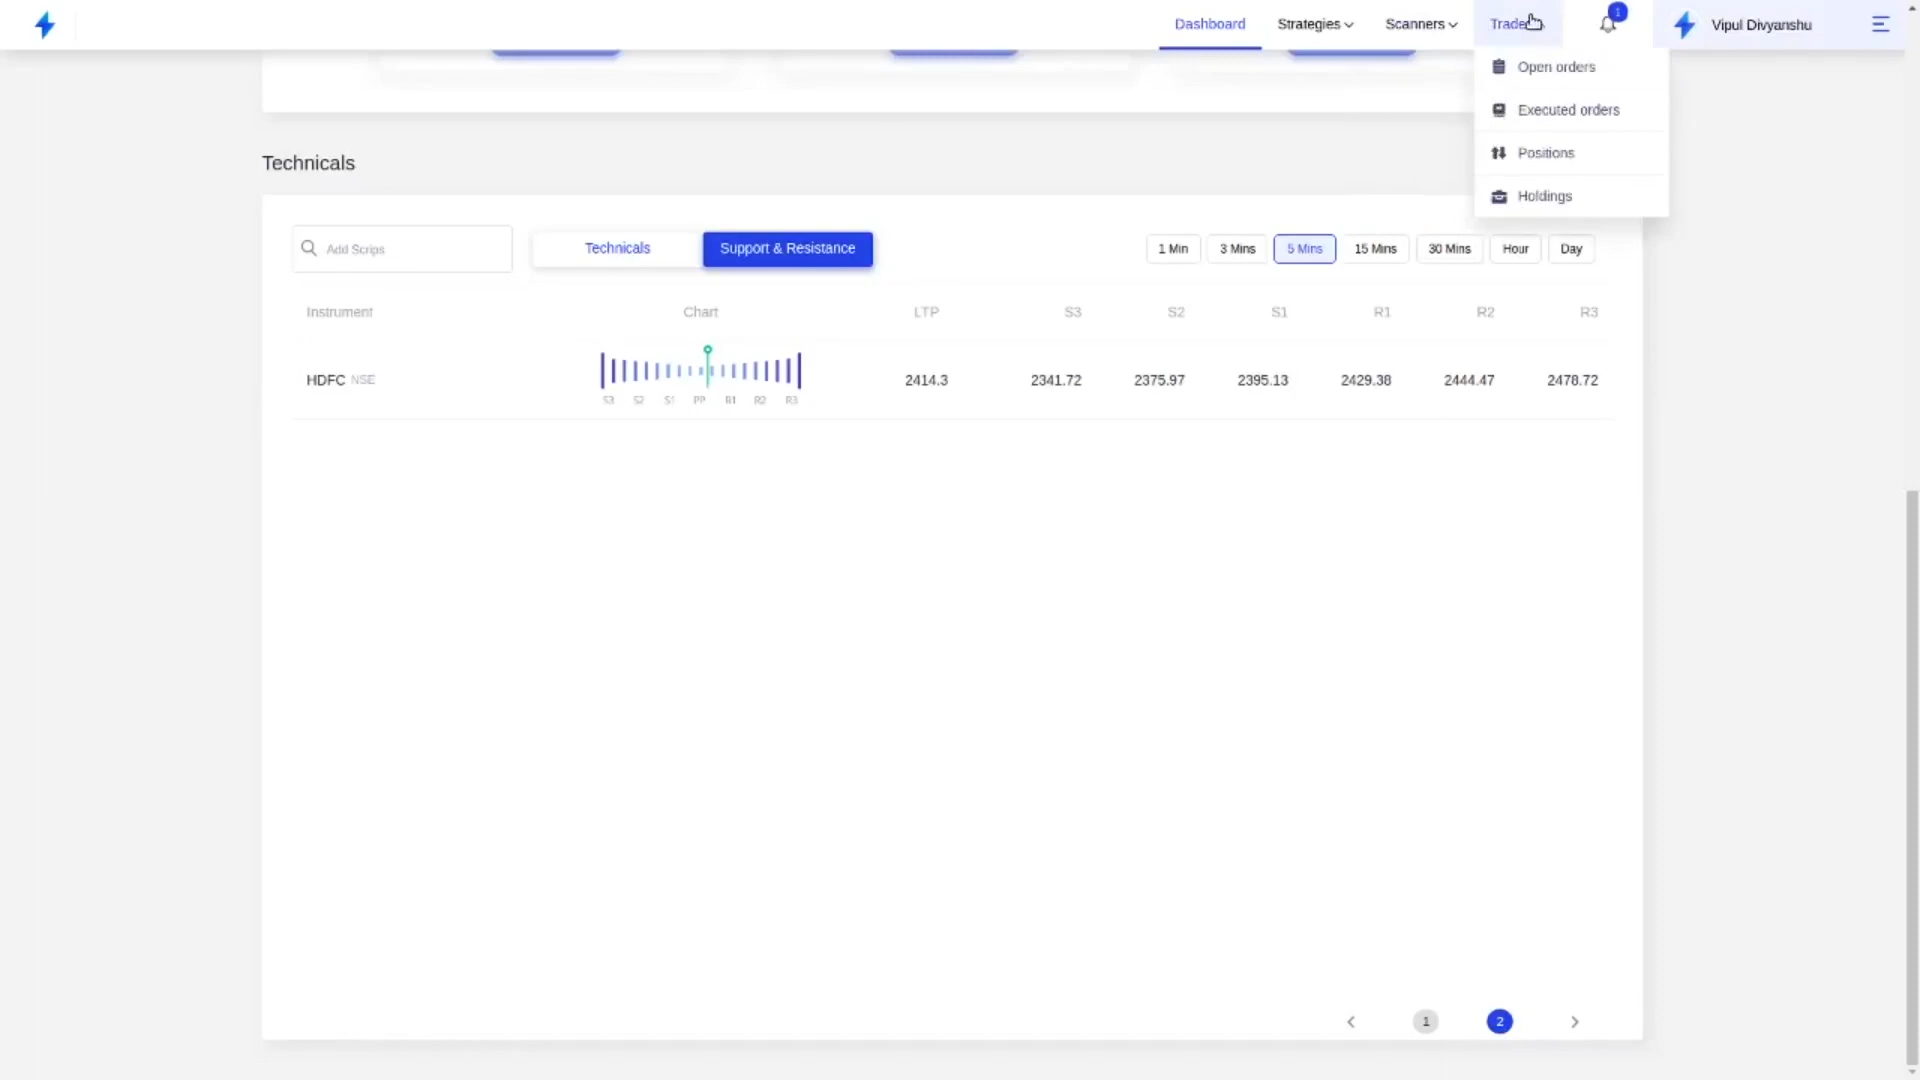 Dashboard Strategies Scanners Trade 1 Vipul Divyanshu
Open orders
Executed orders
Positions
Holdings
Technicals
Add Scrips Technicals Support & Resistance 1 Min 3 Mins 5 Mins 15 Mins 30 Mins Hour Day
Instrument Chart LTP S3 S2 S1 R1 R2 R3
HDFC NSE 2414.3 2341.72 2375.97 2395.13 2429.38 2444.47 2478.72
S3 S2 S1 PP R1 R2 R3
1 2